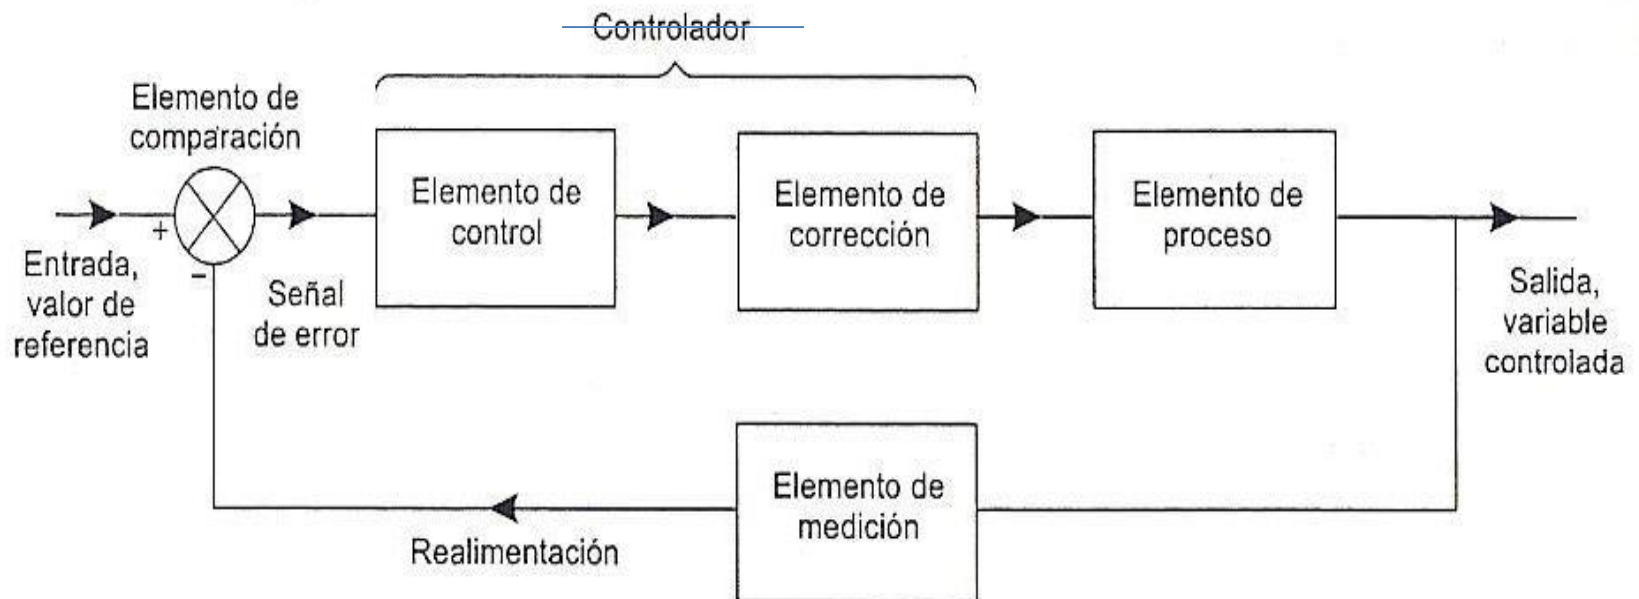 Controlador
Elemento de
comparación
+
−
Entrada,
valor de
referencia
Señal
de error
Elemento de
control
Elemento de
corrección
Elemento de
proceso
Salida,
variable
controlada
Elemento de
medición
Realimentación